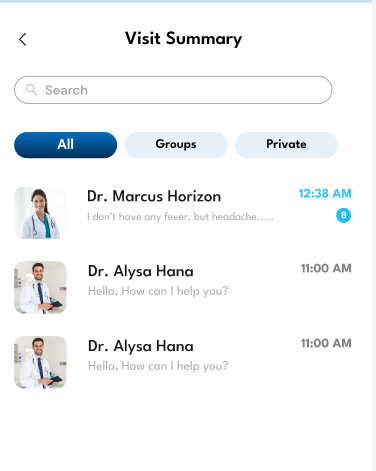 Visit Summary
Search
All Groups Private
Dr. Marcus Horizon 12:38 AM
I don't have any fever, but headache..... 8
Dr. Alysa Hana 11:00 AM
Hello, How can I help you?
Dr. Alysa Hana 11:00 AM
Hello, How can I help you?